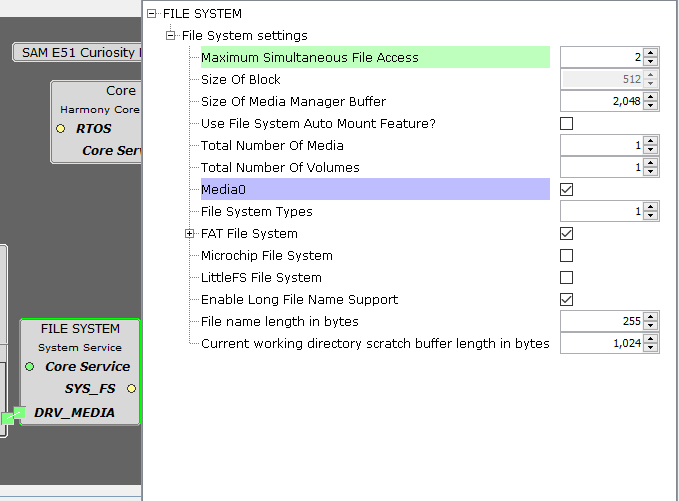 SAM E51 Curiosity
Core
Harmony Core
RTOS
Core Ser
FILE SYSTEM
System Service
Core Service
SYS_FS
DRV_MEDIA
FILE SYSTEM
File System settings
Maximum Simultaneous File Access 2
Size Of Block 512
Size Of Media Manager Buffer 2,048
Use File System Auto Mount Feature?
Total Number Of Media 1
Total Number Of Volumes 1
Media0
File System Types 1
FAT File System
Microchip File System
LittleFS File System
Enable Long File Name Support
File name length in bytes 255
Current working directory scratch buffer length in bytes 1,024